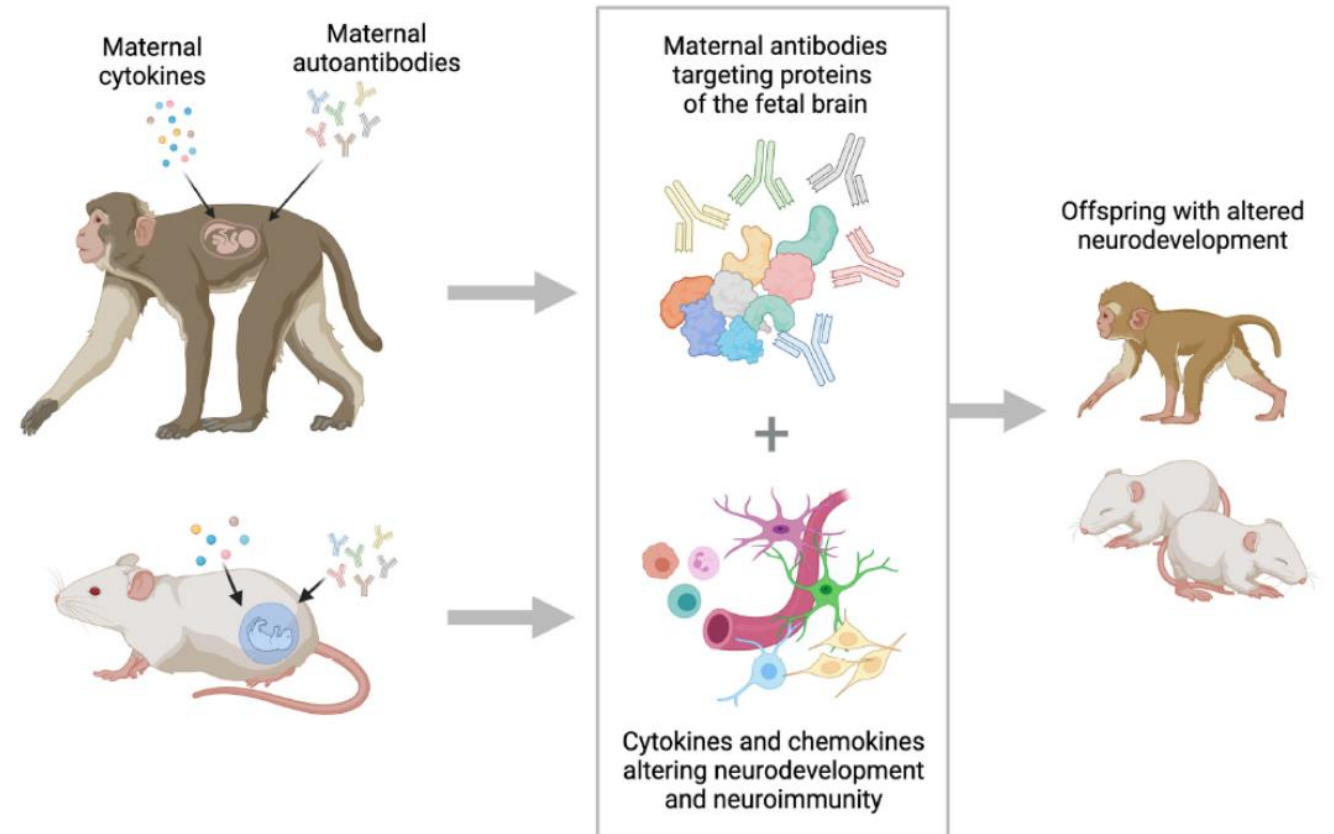 Maternal
cytokines
Maternal
autoantibodies
Maternal antibodies
targeting proteins
of the fetal brain
+
Cytokines and chemokines
altering neurodevelopment
and neuroimmunity
Offspring with altered
neurodevelopment